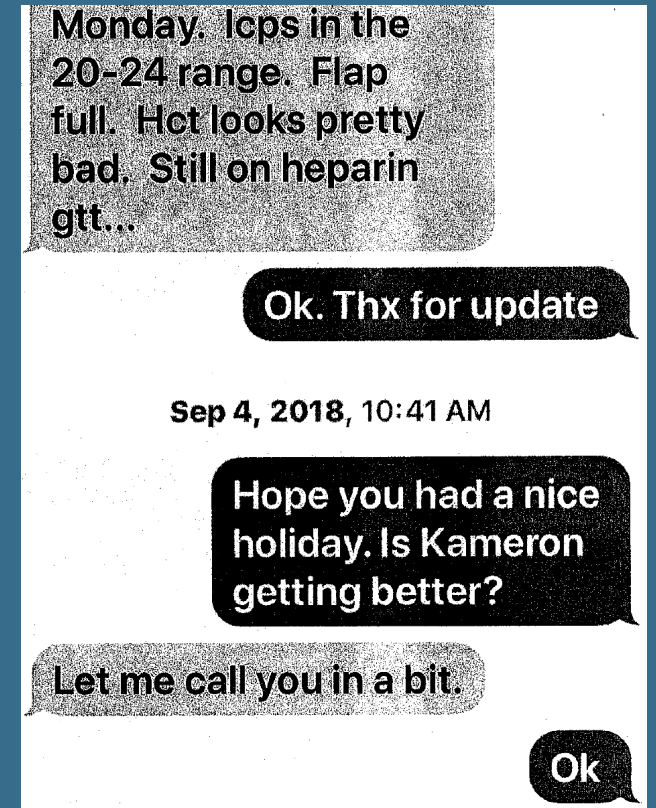 Monday. Icps in the
20-24 range. Flap
full. Hct looks pretty
bad. Still on heparin
gtt...
Ok. Thx for update
Sep 4, 2018, 10:41 AM
Hope you had a nice
holiday. Is Kameron
getting better?
Let me call you in a bit.
Ok